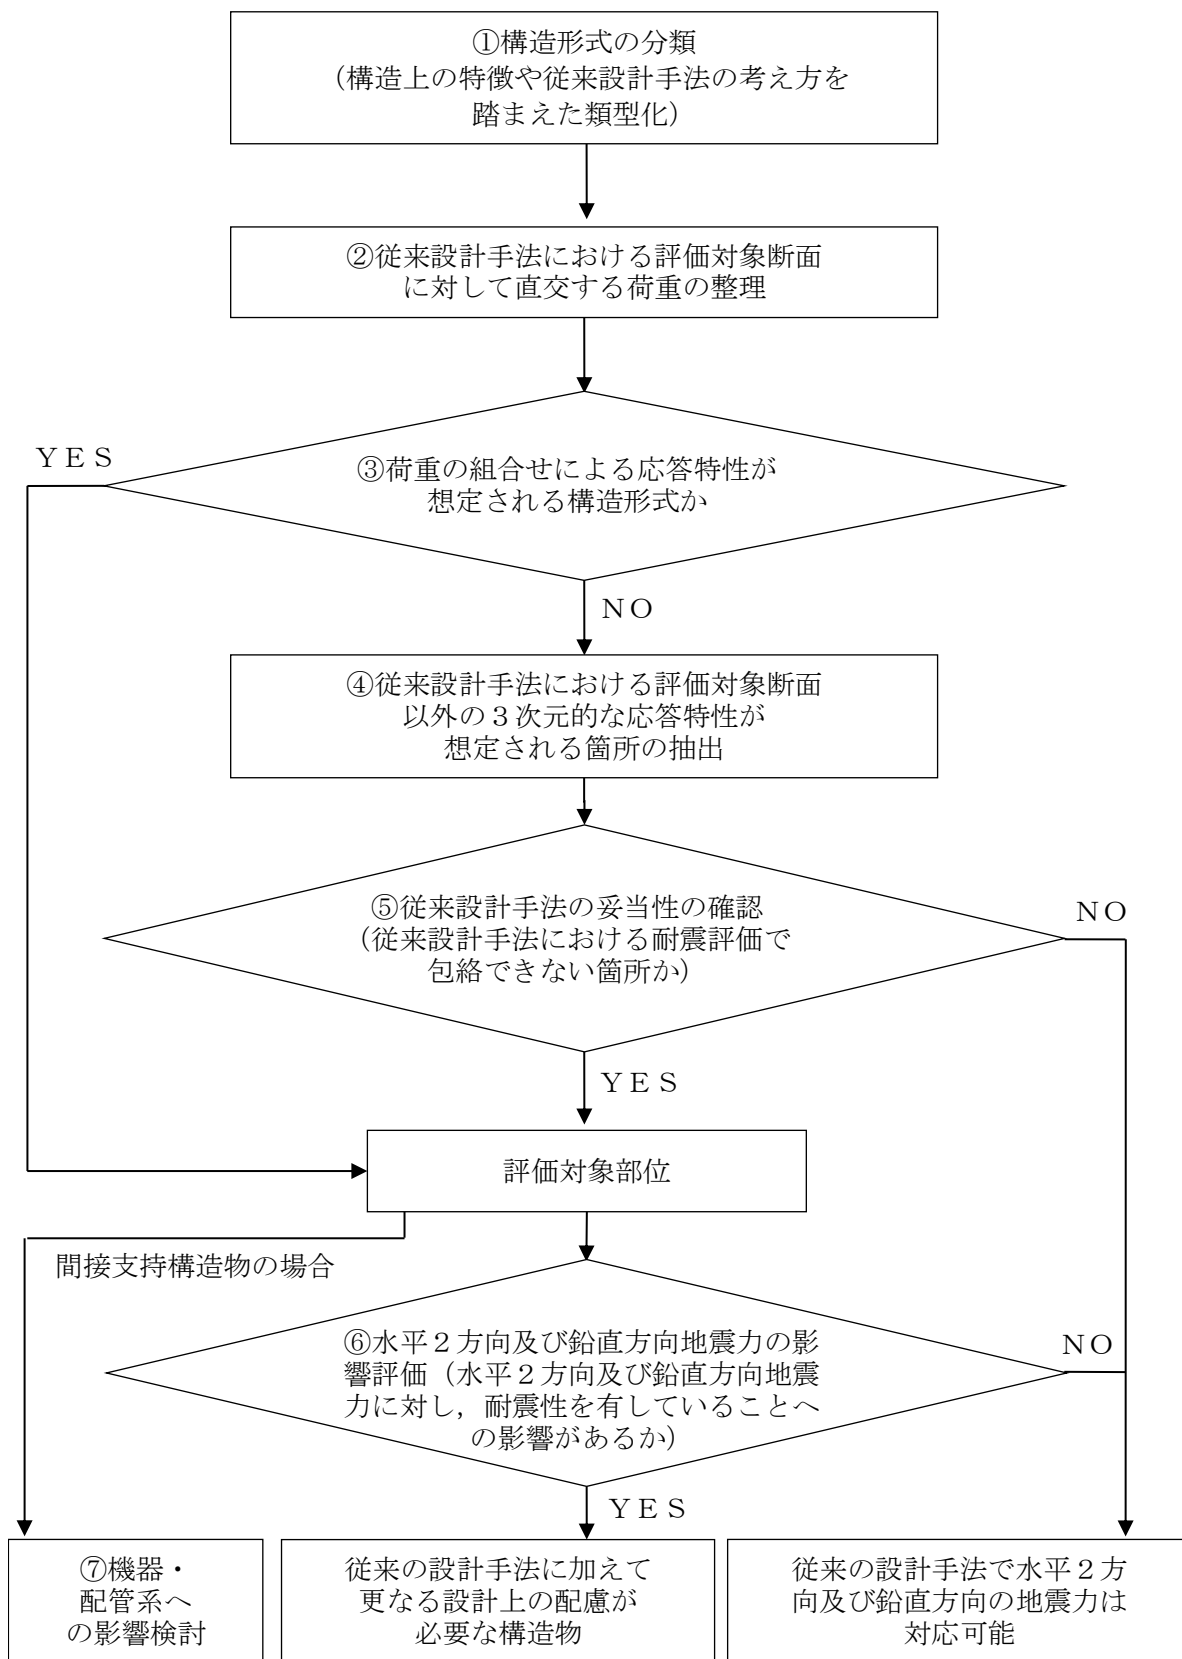 ①構造形式の分類
（構造上の特徴や従来設計手法の考え方を
踏まえた類型化）
②従来設計手法における評価対象断面
に対して直交する荷重の整理
ＹＥＳ
③荷重の組合せによる応答特性が
想定される構造形式か
ＮＯ
④従来設計手法における評価対象断面
以外の３次元的な応答特性が
想定される箇所の抽出
⑤従来設計手法の妥当性の確認
（従来設計手法における耐震評価で
包絡できない箇所か）
ＮＯ
ＹＥＳ
評価対象部位
間接支持構造物の場合
⑥水平２方向及び鉛直方向地震力の影
響評価（水平２方向及び鉛直方向地震
力に対し，耐震性を有していることへ
の影響があるか）
ＮＯ
ＹＥＳ
⑦機器・
配管系へ
の影響検討
従来の設計手法に加えて
更なる設計上の配慮が
必要な構造物
従来の設計手法で水平２方
向及び鉛直方向の地震力は
対応可能